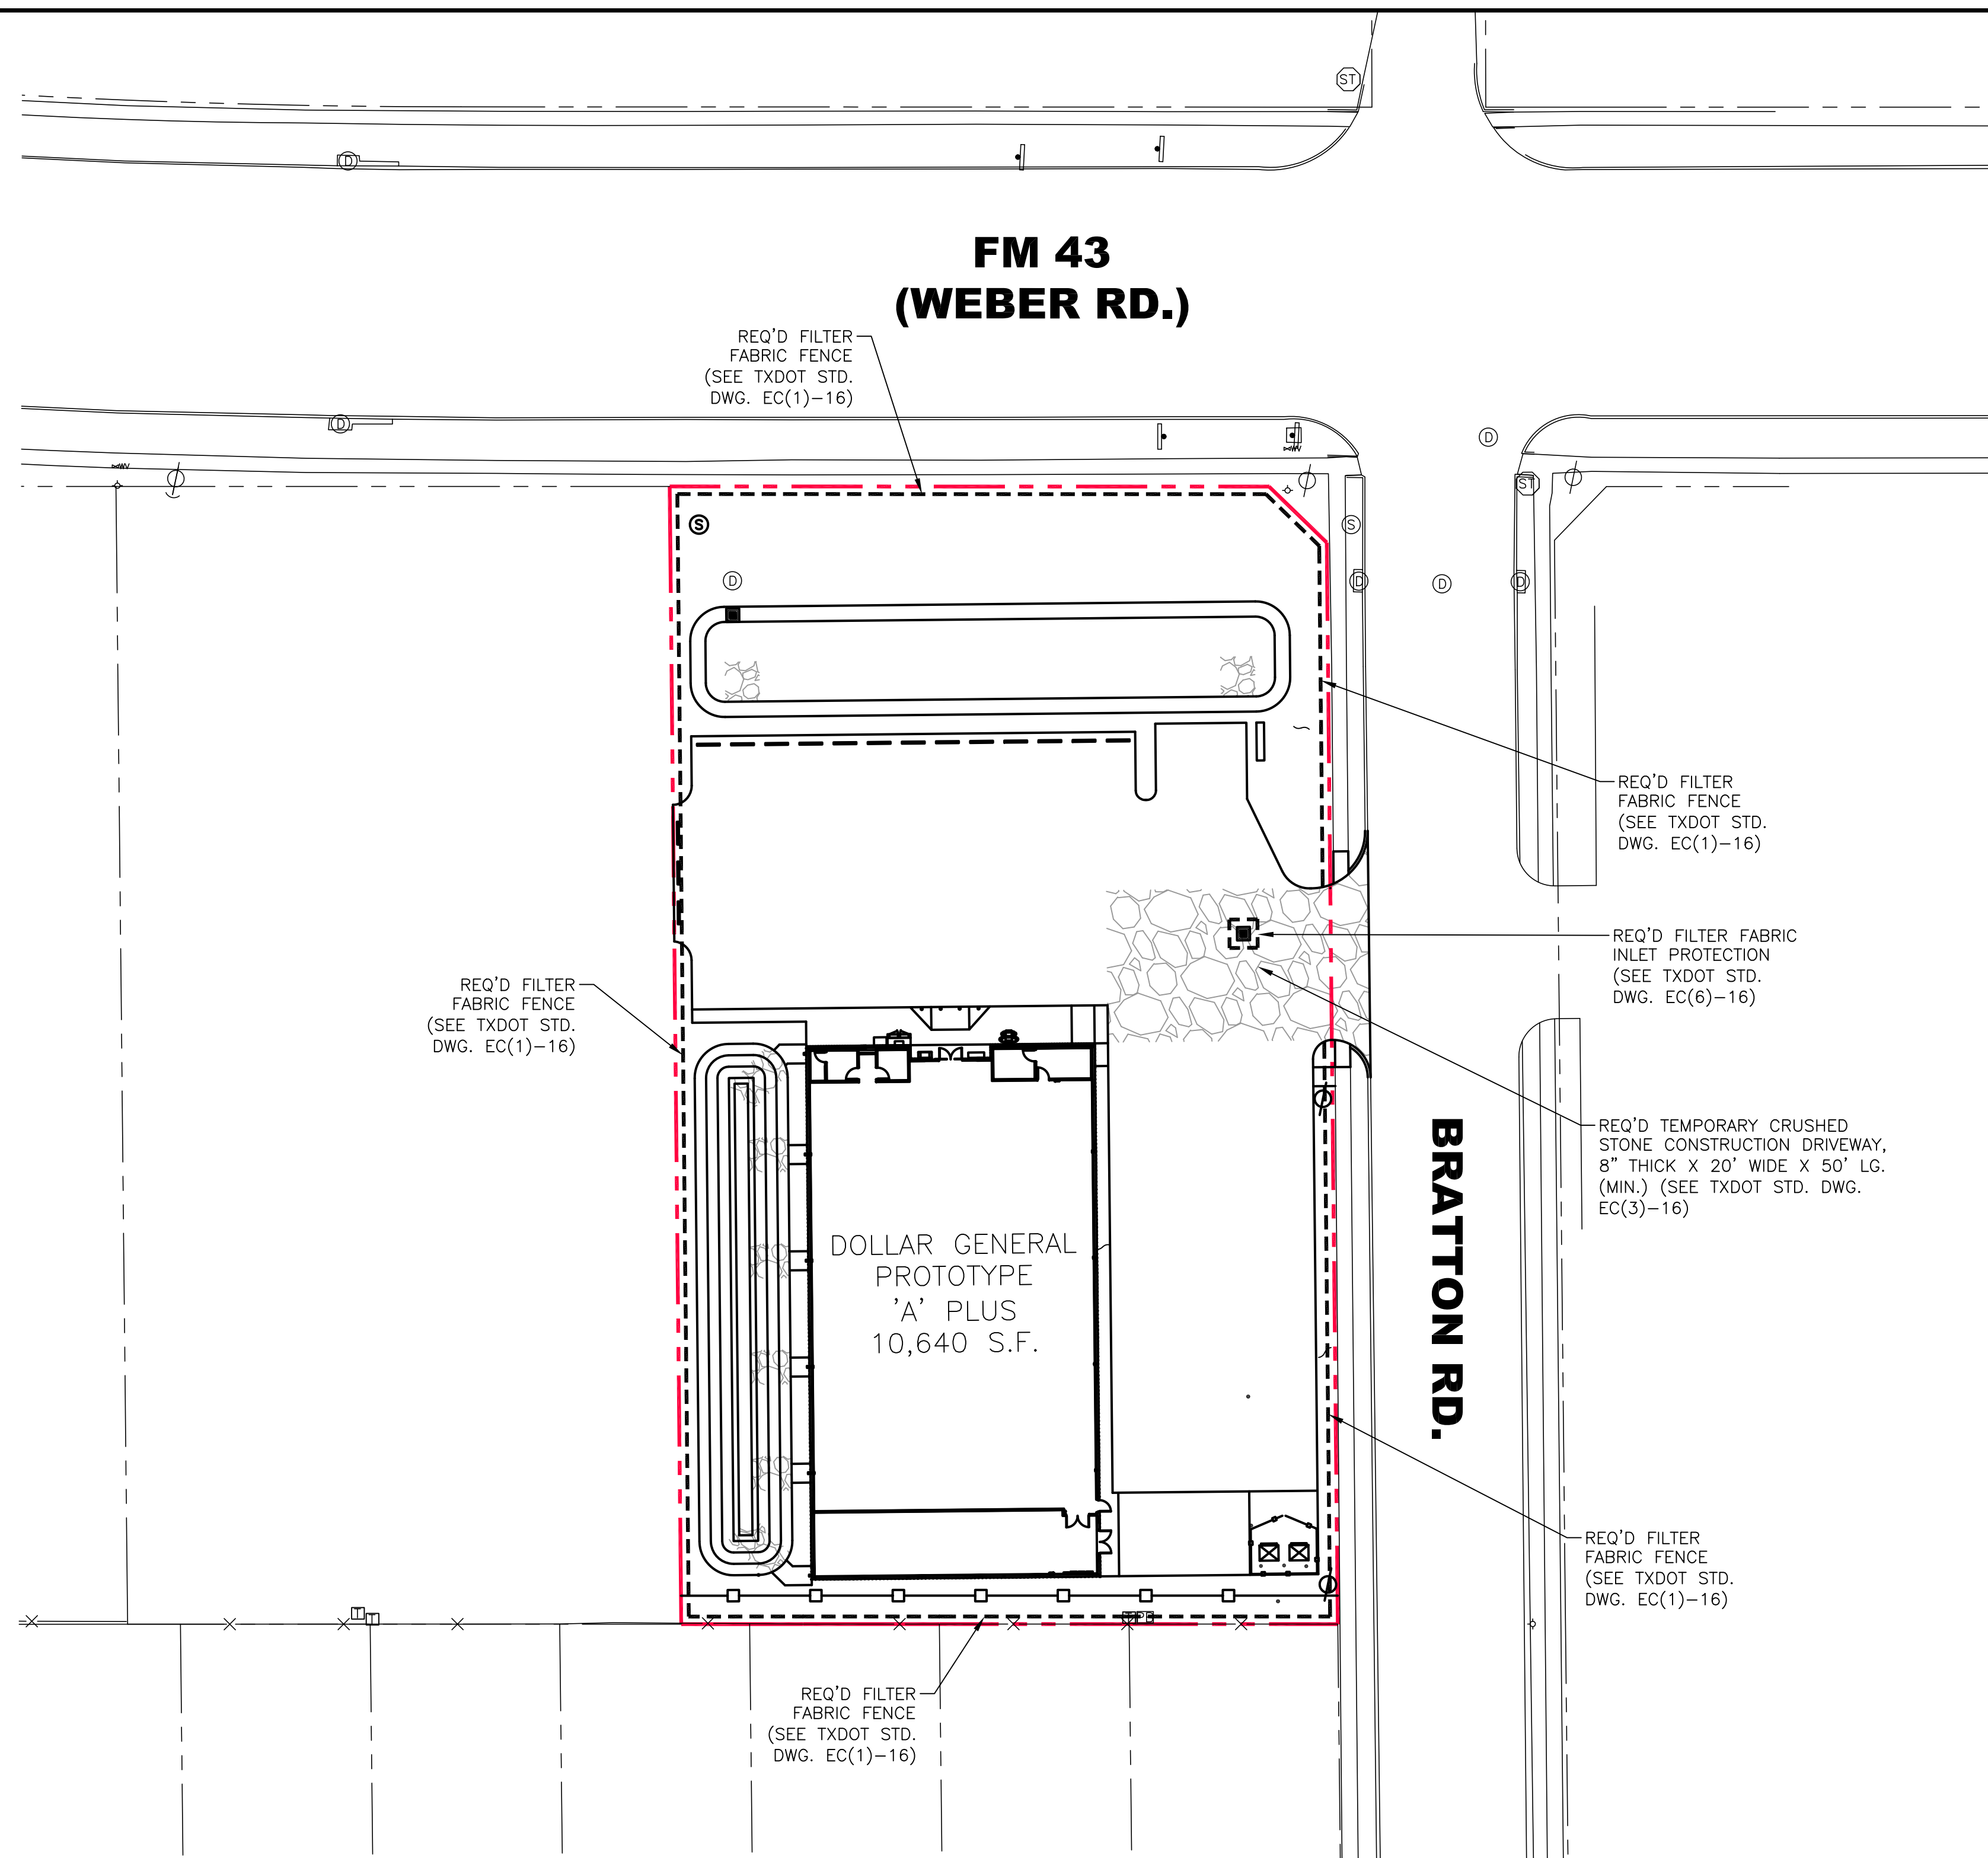 ST
D
FM 43
(WEBER RD.)
REQ'D FILTER
FABRIC FENCE
(SEE TXDOT STD.
DWG. EC(1)-16)
D
D
WV
WV
ST
S
S
D
D
D
D
REQ'D FILTER
FABRIC FENCE
(SEE TXDOT STD.
DWG. EC(1)-16)
REQ'D FILTER FABRIC
INLET PROTECTION
(SEE TXDOT STD.
DWG. EC(6)-16)
REQ'D FILTER
FABRIC FENCE
(SEE TXDOT STD.
DWG. EC(1)-16)
REQ'D TEMPORARY CRUSHED
STONE CONSTRUCTION DRIVEWAY,
8" THICK X 20' WIDE X 50' LG.
(MIN.) (SEE TXDOT STD. DWG.
EC(3)-16)
BRATTON RD.
DOLLAR GENERAL
PROTOTYPE
'A' PLUS
10,640 S.F.
REQ'D FILTER
FABRIC FENCE
(SEE TXDOT STD.
DWG. EC(1)-16)
T
T
REQ'D FILTER
FABRIC FENCE
(SEE TXDOT STD.
DWG. EC(1)-16)